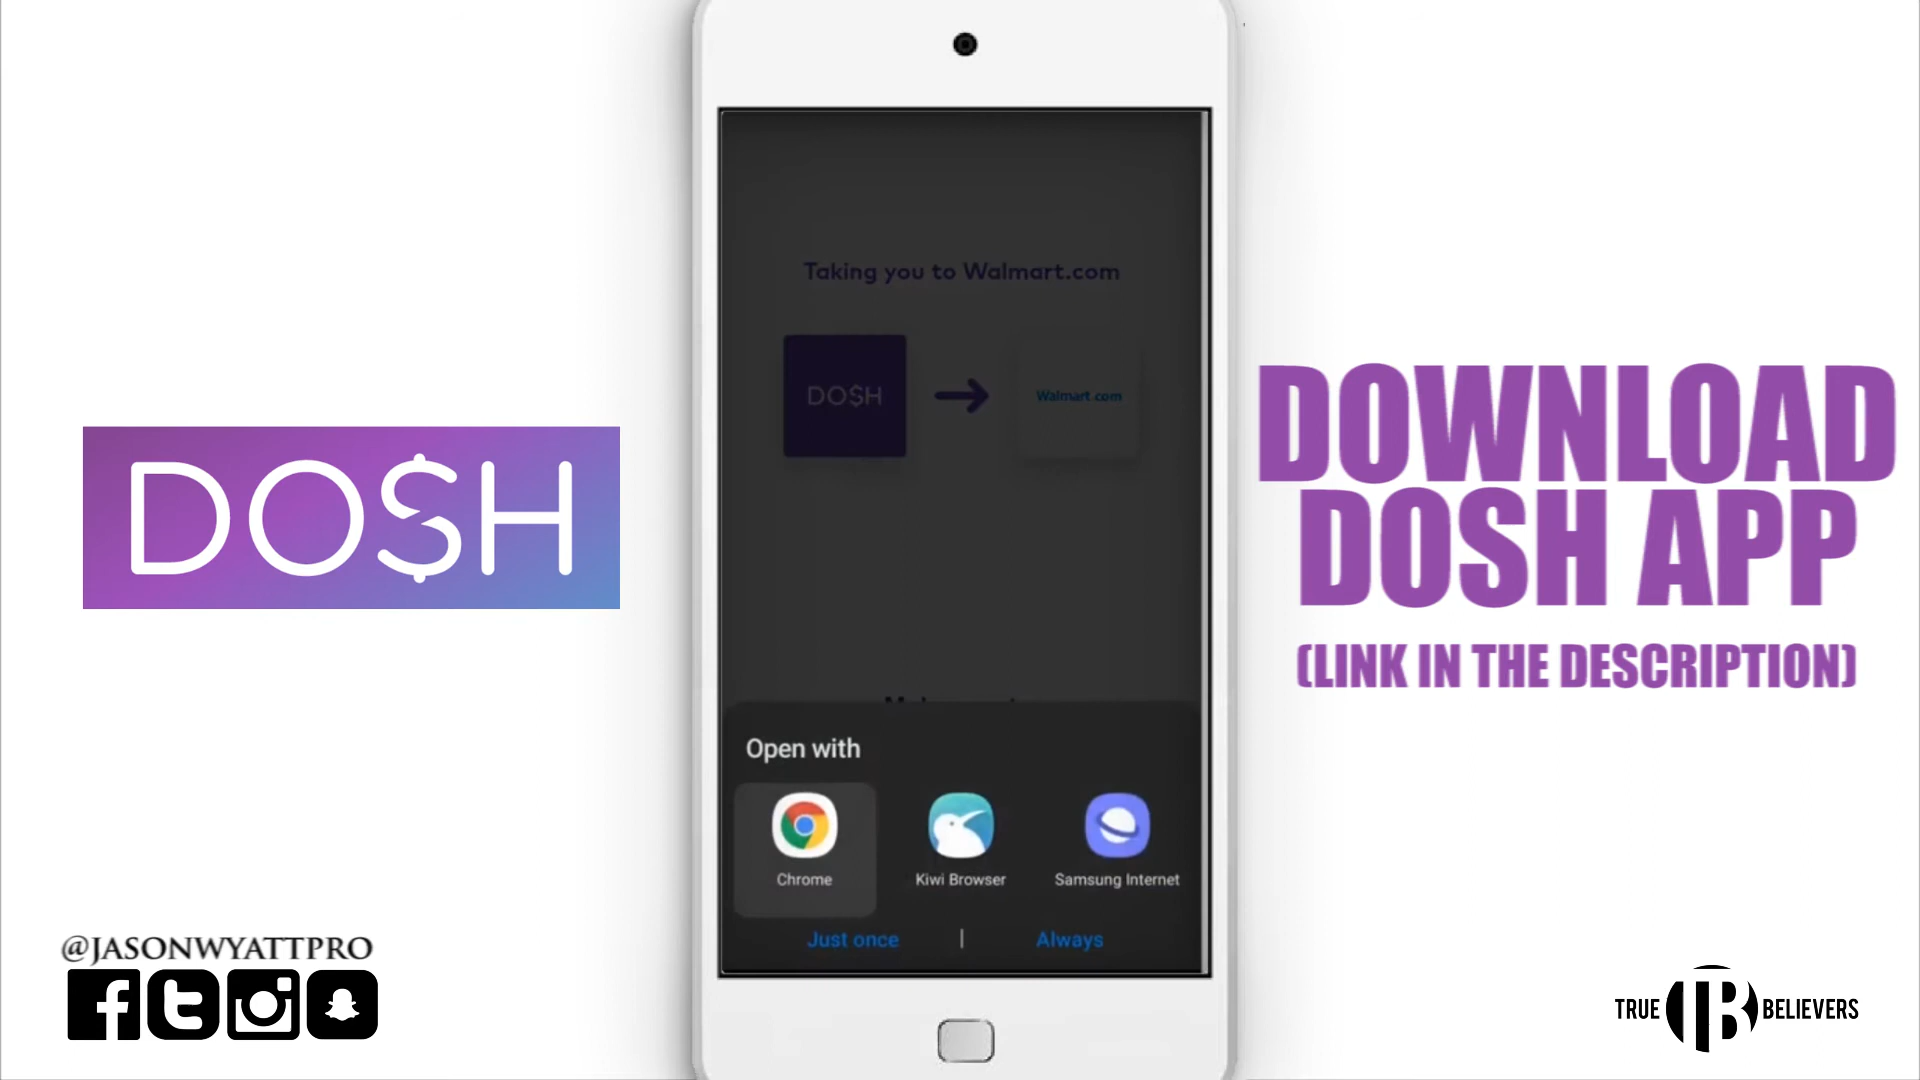 Taking you to Walmart.com
DO$H
Walmart.com
DO$H
DOWNLOAD
DOSH APP
(LINK IN THE DESCRIPTION)
Open with
Chrome
Kiwi Browser
Samsung Internet
Just once
Always
@JASONWYATTPRO
TRUE TB BELIEVERS